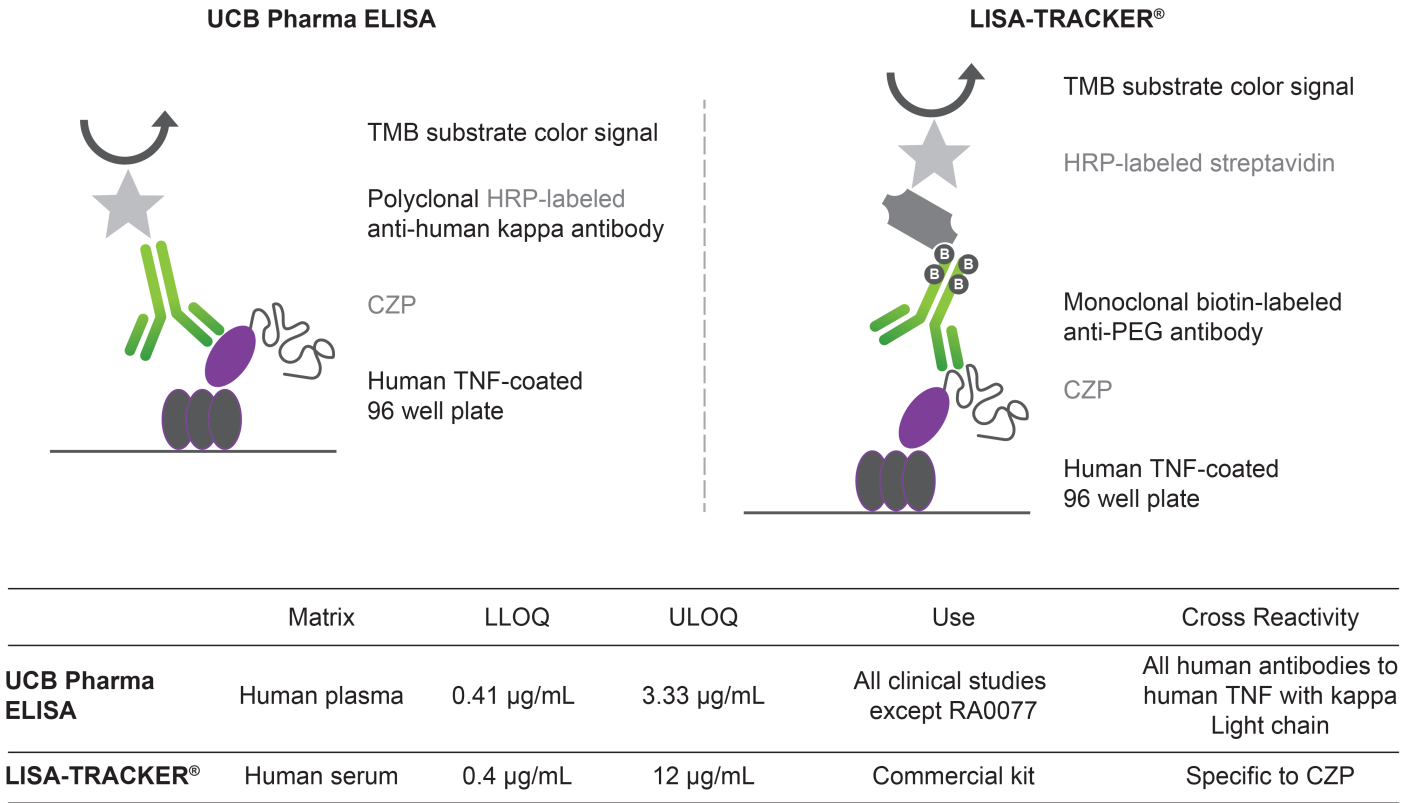 UCB Pharma ELISA
TMB substrate color signal
Polyclonal HRP-labeled
anti-human kappa antibody
CZP
Human TNF-coated
96 well plate
LISA-TRACKER®
TMB substrate color signal
HRP-labeled streptavidin
B
B
B
B
Monoclonal biotin-labeled
anti-PEG antibody
CZP
Human TNF-coated
96 well plate
Matrix LLOQ ULOQ Use Cross Reactivity
UCB Pharma
ELISA
Human plasma
0.41 µg/mL
3.33 µg/mL
All clinical studies
except RA0077
All human antibodies to
human TNF with kappa
Light chain
LISA-TRACKER® Human serum 0.4 µg/mL 12 µg/mL Commercial kit Specific to CZP